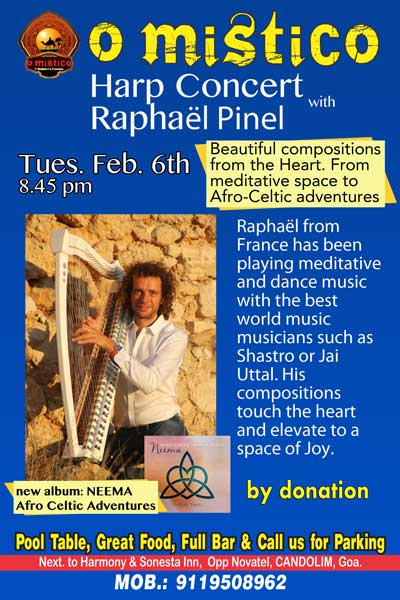 o mistico
o mistico
Harp Concert
with
Raphaël Pinel
Tues. Feb. 6th
8.45 pm
Beautiful compositions
from the Heart. From
meditative space to
Afro-Celtic adventures
Raphaël from
France has been
playing meditative
and dance music
with the best
world music
musicians such as
Shastro or Jai
Uttal. His
compositions
touch the heart
and elevate to a
space of Joy.
Neema
new album: NEEMA
Afro Celtic Adventures
by donation
Pool Table, Great Food, Full Bar & Call us for Parking
Next. to Harmony & Sonesta Inn, Opp Novatel, CANDOLIM, Goa.
MOB.: 9119508962